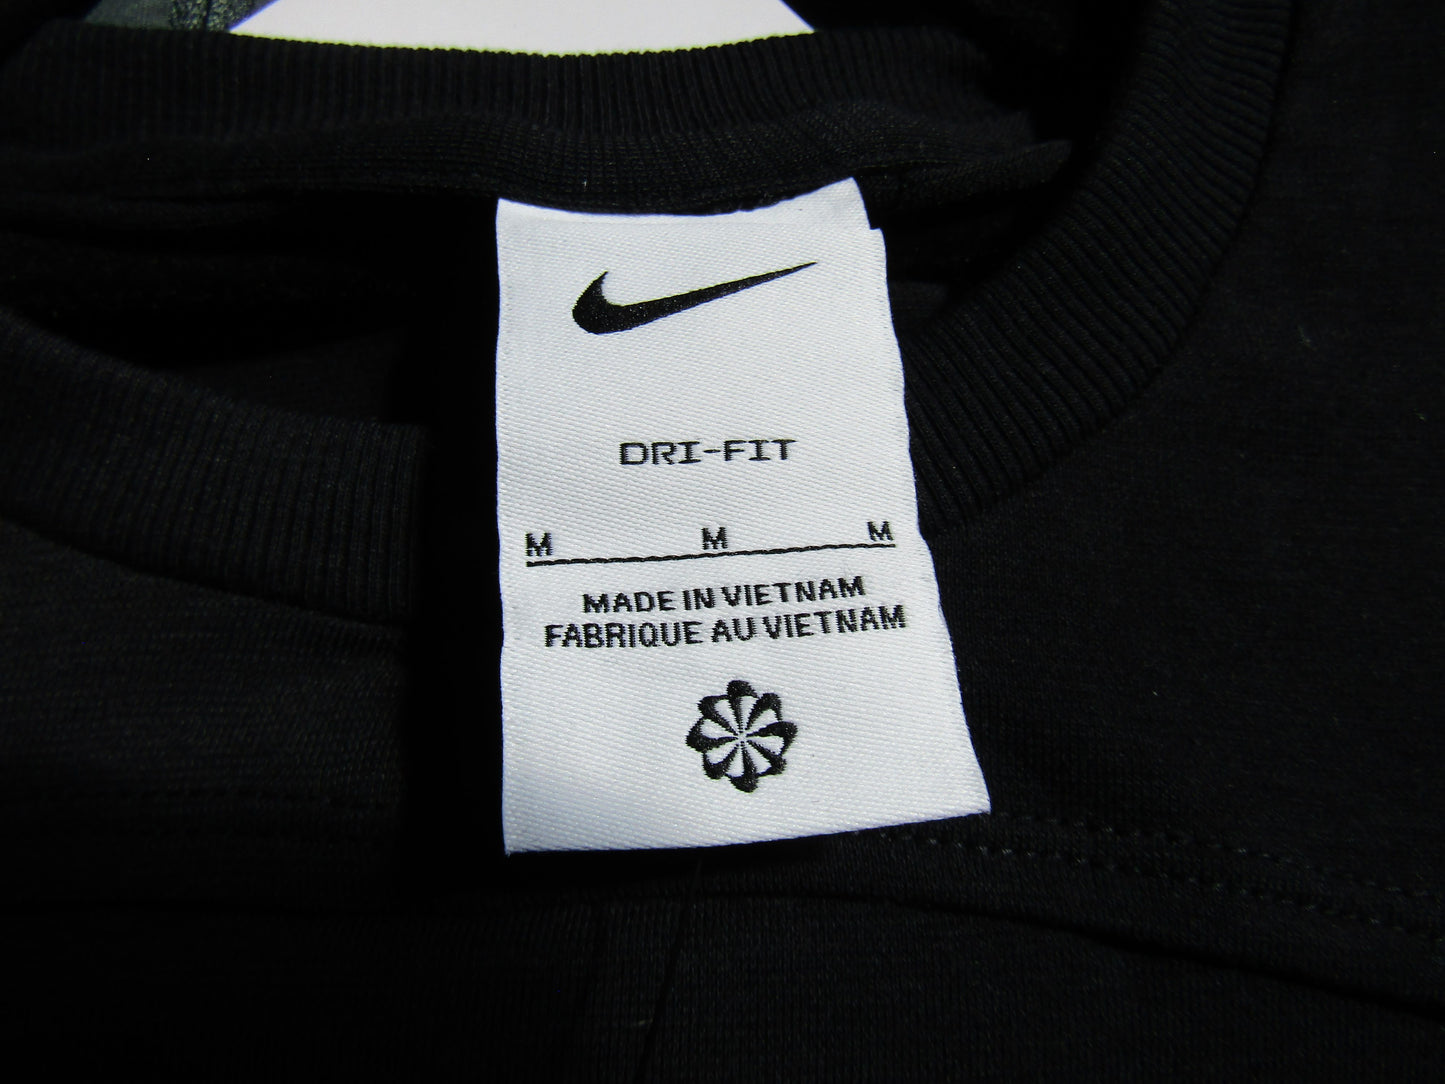 DRI-FIT
M M M
MADE IN VIETNAM
FABRIQUE AU VIETNAM